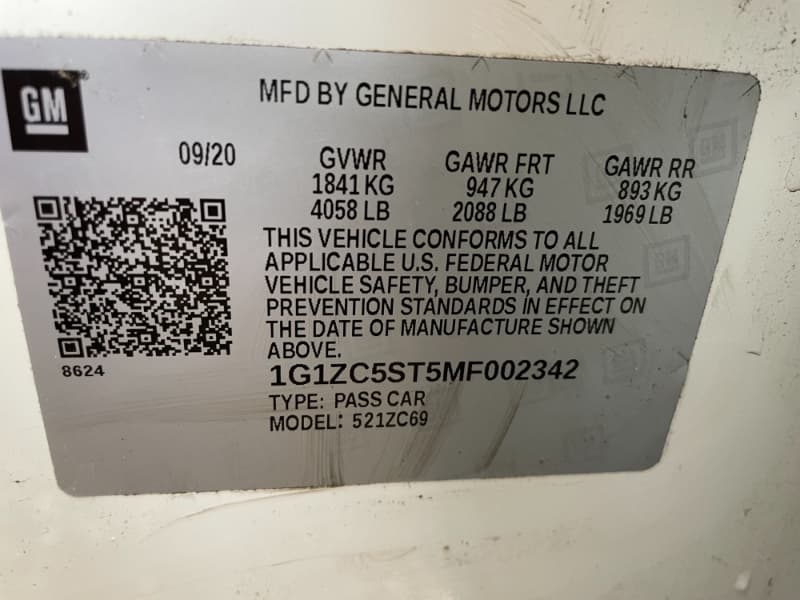 GM
MFD BY GENERAL MOTORS LLC
09/20 GVWR GAWR FRT GAWR RR
1841 KG 947 KG 893 KG
4058 LB 2088 LB 1969 LB
THIS VEHICLE CONFORMS TO ALL
APPLICABLE U.S. FEDERAL MOTOR
VEHICLE SAFETY, BUMPER, AND THEFT
PREVENTION STANDARDS IN EFFECT ON
THE DATE OF MANUFACTURE SHOWN
ABOVE.
8624
1G1ZC5ST5MF002342
TYPE: PASS CAR
MODEL: 521ZC69